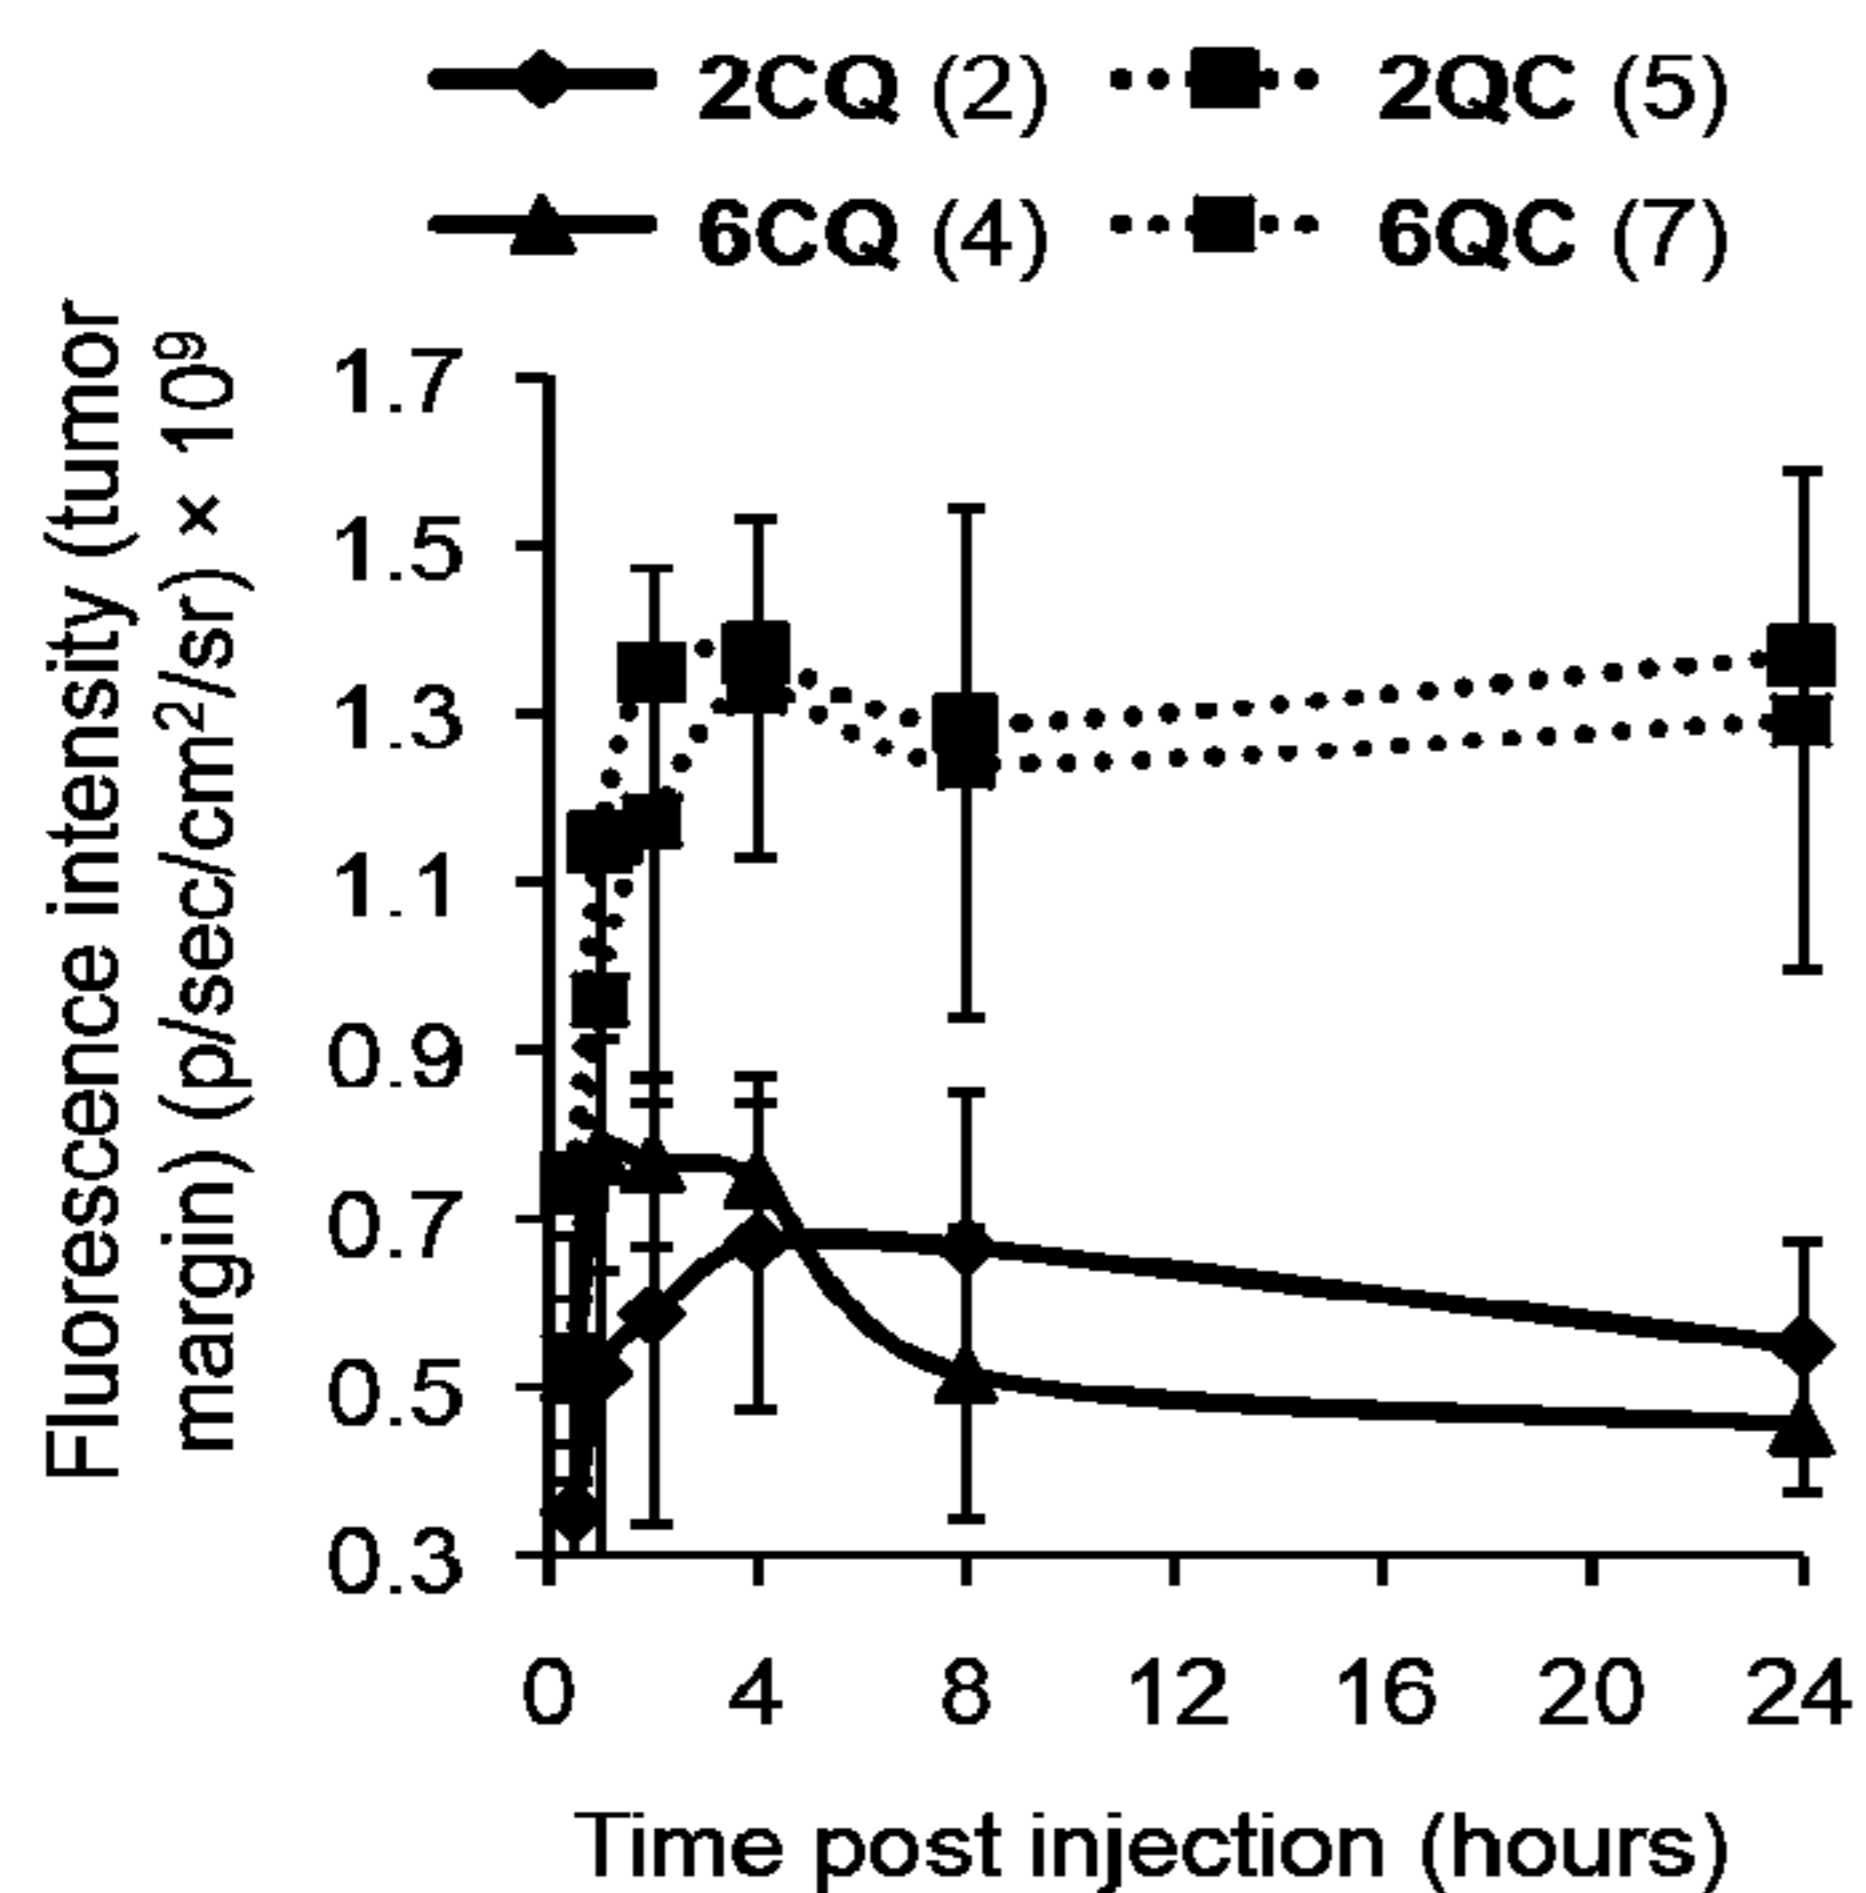 2CQ (2) 2QC (5)
6CQ (4) 6QC (7)
Fluorescence intensity (tumor
margin) (p/sec/cm²/sr) × 10⁹
1.7
1.5
1.3
1.1
0.9
0.7
0.5
0.3
0 4 8 12 16 20 24
Time post injection (hours)